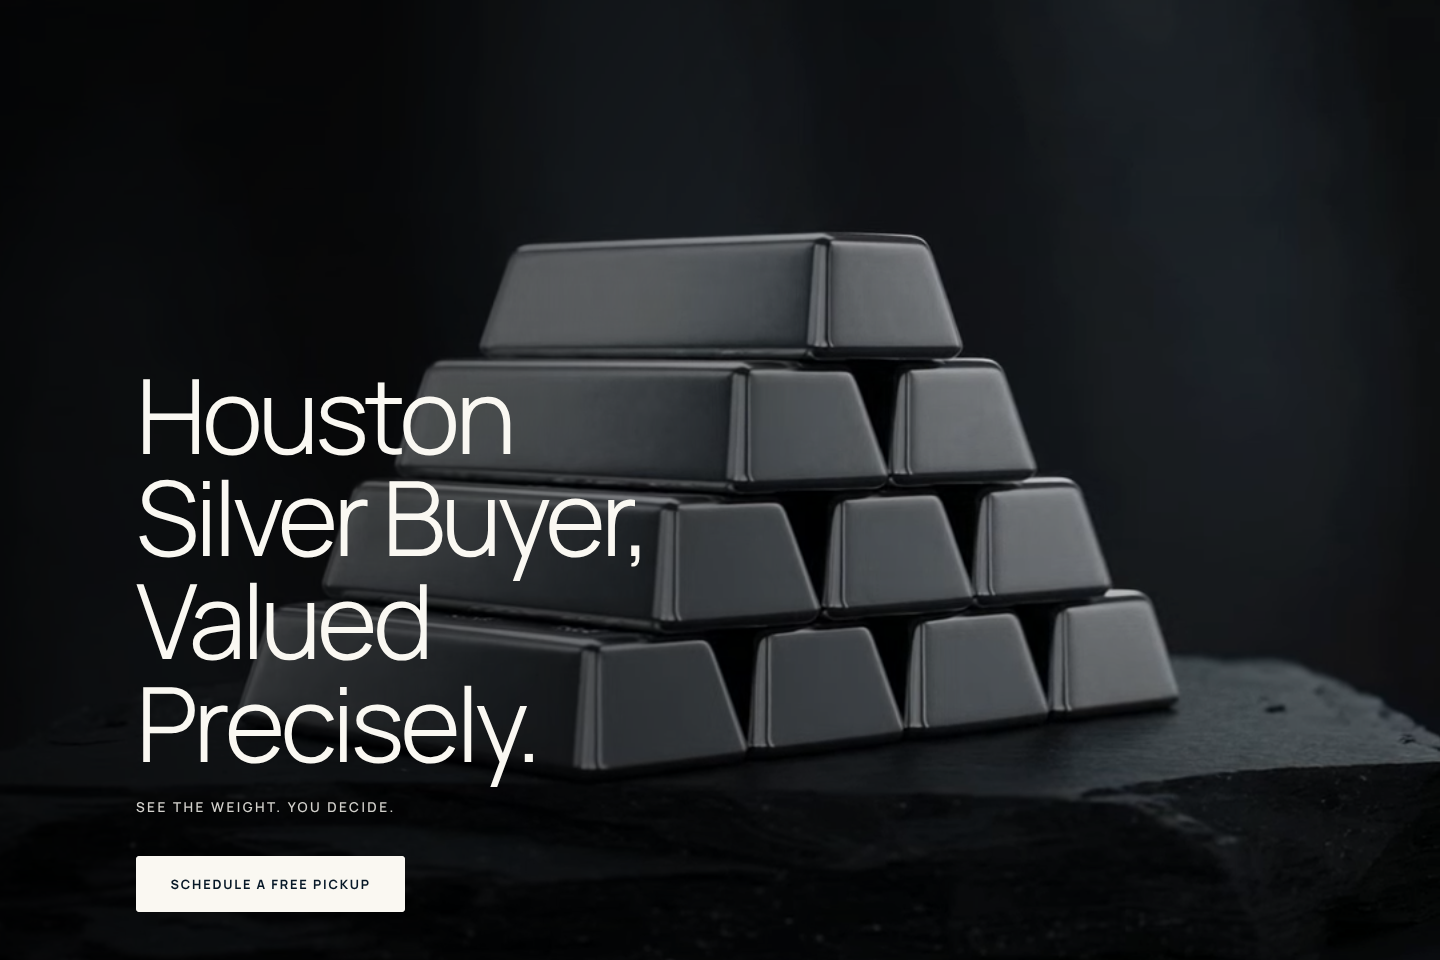 Houston
Silver Buyer,
Valued
Precisely.
SEE THE WEIGHT. YOU DECIDE.
SCHEDULE A FREE PICKUP